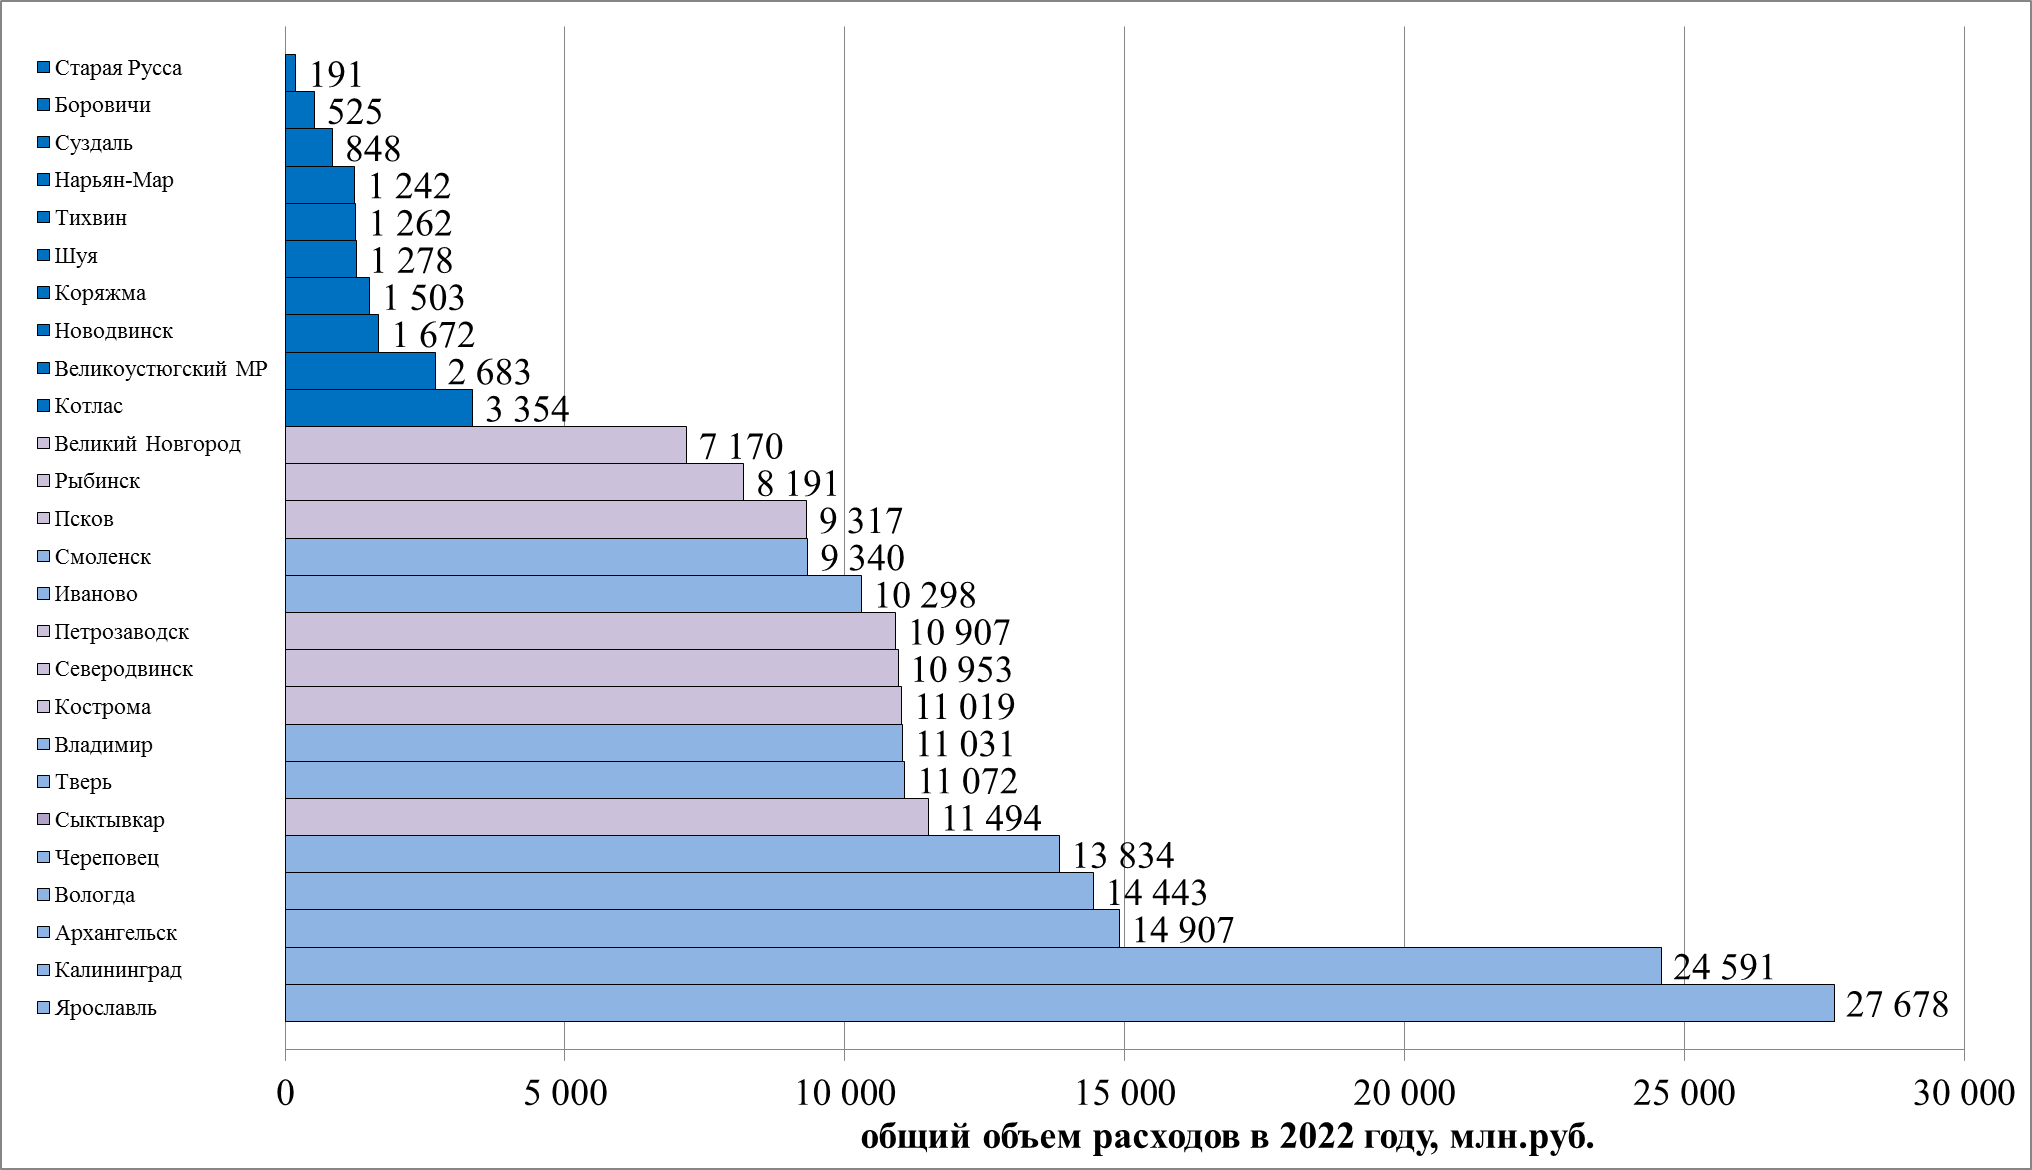 Старая Русса 191
Боровичи 525
Суздаль 848
Нарьян-Мар 1 242
Тихвин 1 262
Шуя 1 278
Коряжма 1 503
Новодвинск 1 672
Великоустюгский МР 2 683
Котлас 3 354
Великий Новгород 7 170
Рыбинск 8 191
Псков 9 317
Смоленск 9 340
Иваново 10 298
Петрозаводск 10 907
Северодвинск 10 953
Кострома 11 019
Владимир 11 031
Тверь 11 072
Сыктывкар 11 494
Череповец 13 834
Вологда 14 443
Архангельск 14 907
Калининград 24 591
Ярославль 27 678
0 5 000 10 000 15 000 20 000 25 000 30 000
общий объем расходов в 2022 году, млн.руб.